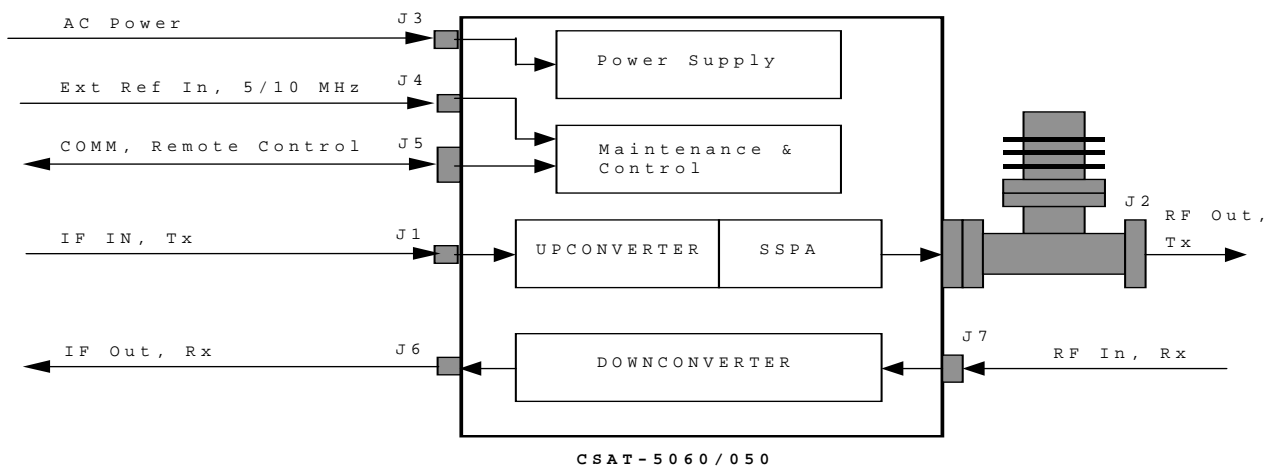 AC Power
J3
Power Supply
Ext Ref In, 5/10 MHz
J4
COMM, Remote Control
J5
Maintenance &
Control
J2
RF Out,
Tx
IF IN, Tx
J1
UPCONVERTER
SSPA
IF Out, Rx
J6
DOWNCONVERTER
J7
RF In, Rx
CSAT-5060/050